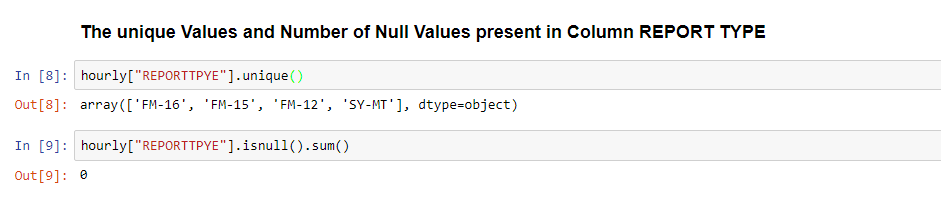 The unique Values and Number of Null Values present in Column REPORT TYPE
In [8]: hourly["REPORTTPYE"].unique()
Out[8]: array(['FM-16', 'FM-15', 'FM-12', 'SY-MT'], dtype=object)
In [9]: hourly["REPORTTPYE"].isnull().sum()
Out[9]: 0